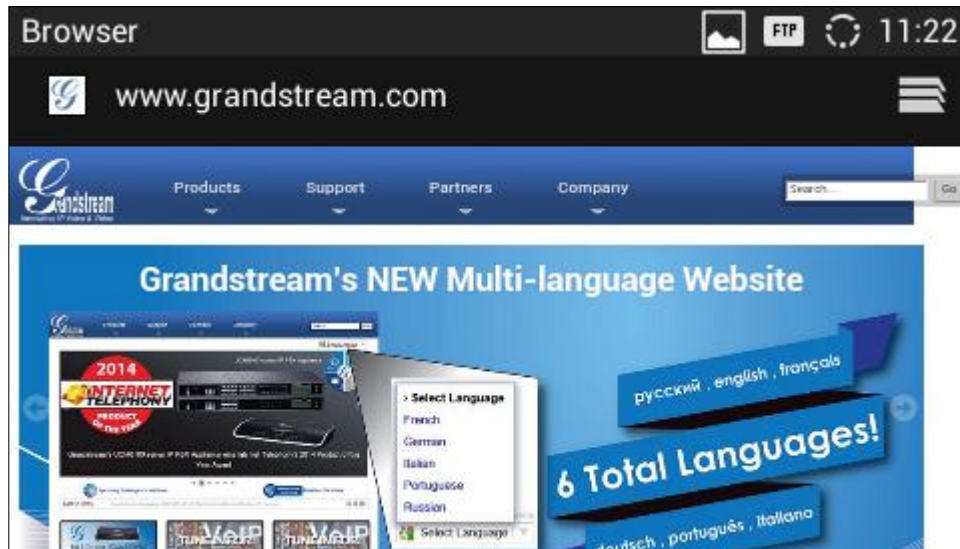 Browser
FTP
11:22
www.grandstream.com
Grandstream
Products
Support
Partners
Company
Search...
Go
Grandstream's NEW Multi-language Website
2014
INTERNET
TELEPHONY
PRODUCT
OF THE YEAR
› Select Language
French
German
Italian
Portuguese
Russian
Select Language
русский . english . français
6 Total Languages!
deutsch . português . italiano
VoIP
VoIP